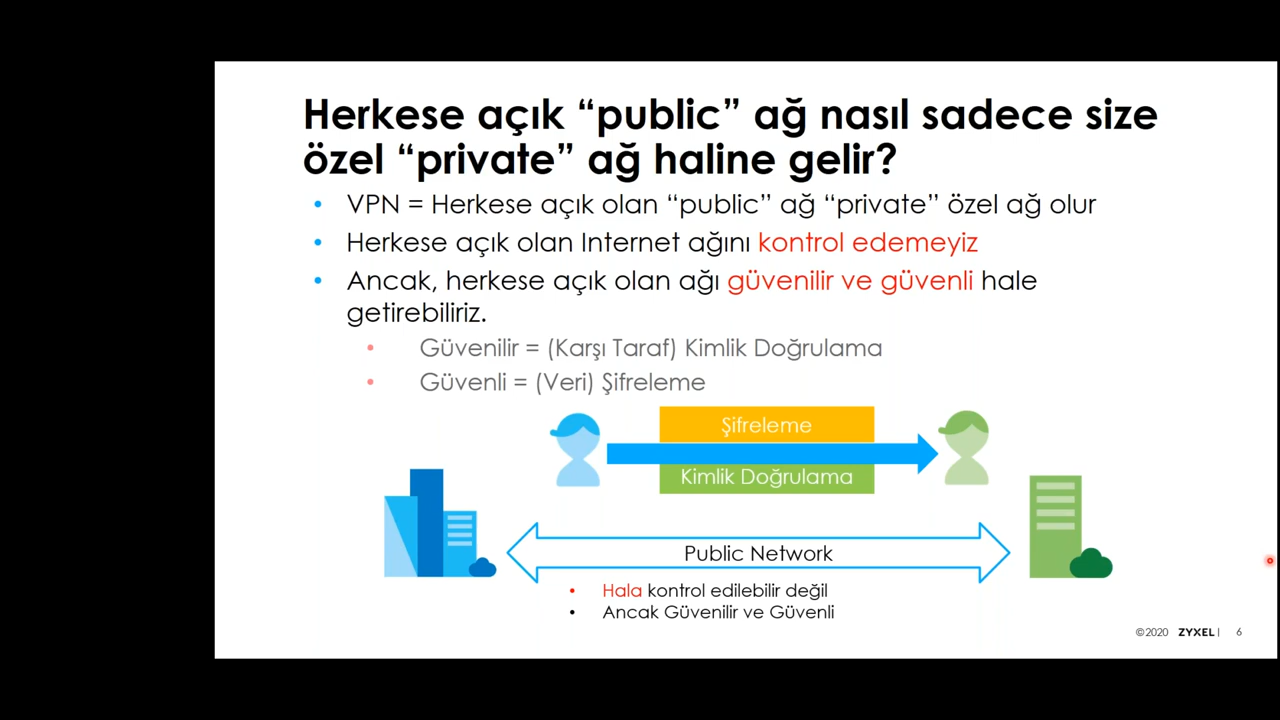 Herkese açık “public” ağ nasıl sadece size
özel “private” ağ haline gelir?
• VPN = Herkese açık olan “public” ağ “private” özel ağ olur
• Herkese açık olan Internet ağını kontrol edemeyiz
• Ancak, herkese açık olan ağı güvenilir ve güvenli hale
getirebiliriz.
• Güvenilir = (Karşı Taraf) Kimlik Doğrulama
• Güvenli = (Veri) Şifreleme
Şifreleme
Kimlik Doğrulama
Public Network
• Hala kontrol edilebilir değil
• Ancak Güvenilir ve Güvenli
©2020 ZYXEL | 6